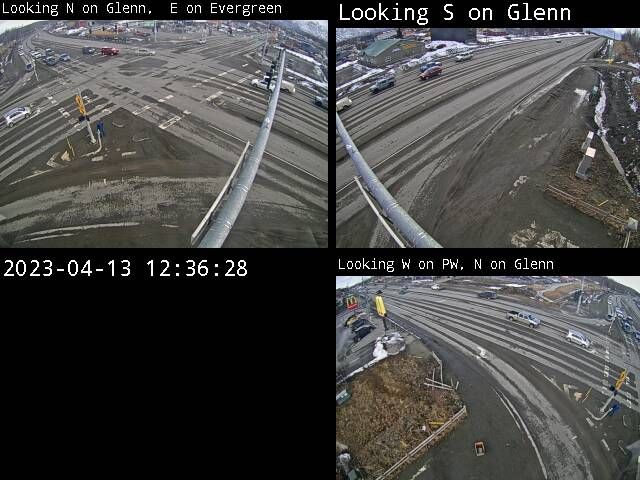 Looking N on Glenn, E on Evergreen
Looking S on Glenn
2023-04-13 12:36:28
Looking W on PW, N on Glenn